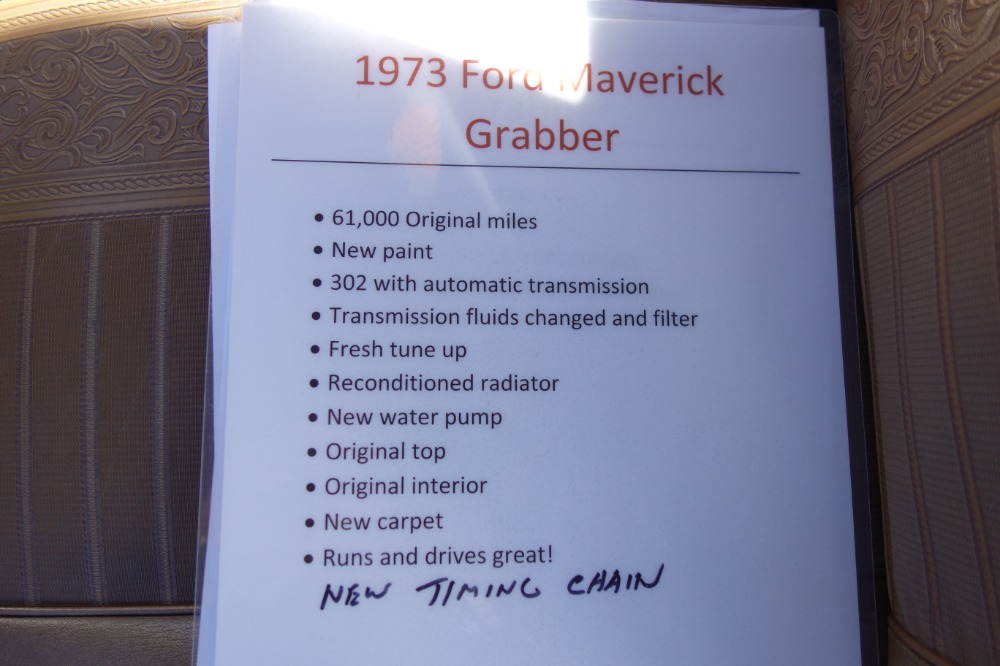 1973 Ford Maverick
Grabber
• 61,000 Original miles
• New paint
• 302 with automatic transmission
• Transmission fluids changed and filter
• Fresh tune up
• Reconditioned radiator
• New water pump
• Original top
• Original interior
• New carpet
• Runs and drives great!
NEW TIMING CHAIN